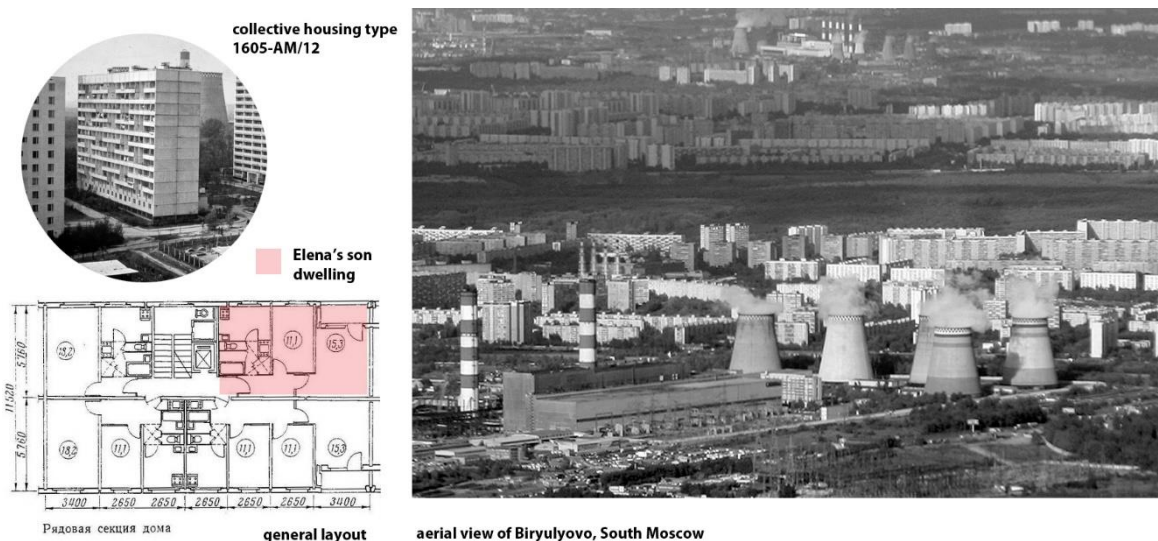 collective housing type
1605-AM/12
Elena's son
dwelling
18,2
11,1
15,3
5760
11520
5760
18,2
11,1
11,1
11,1
15,3
3400
2650
2650
2650
2650
3400
Рядовая секция дома
general layout
aerial view of Biryulyovo, South Moscow